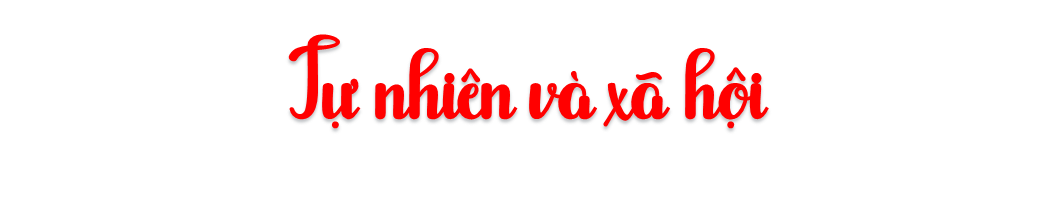 Tự nhiên và xã hội